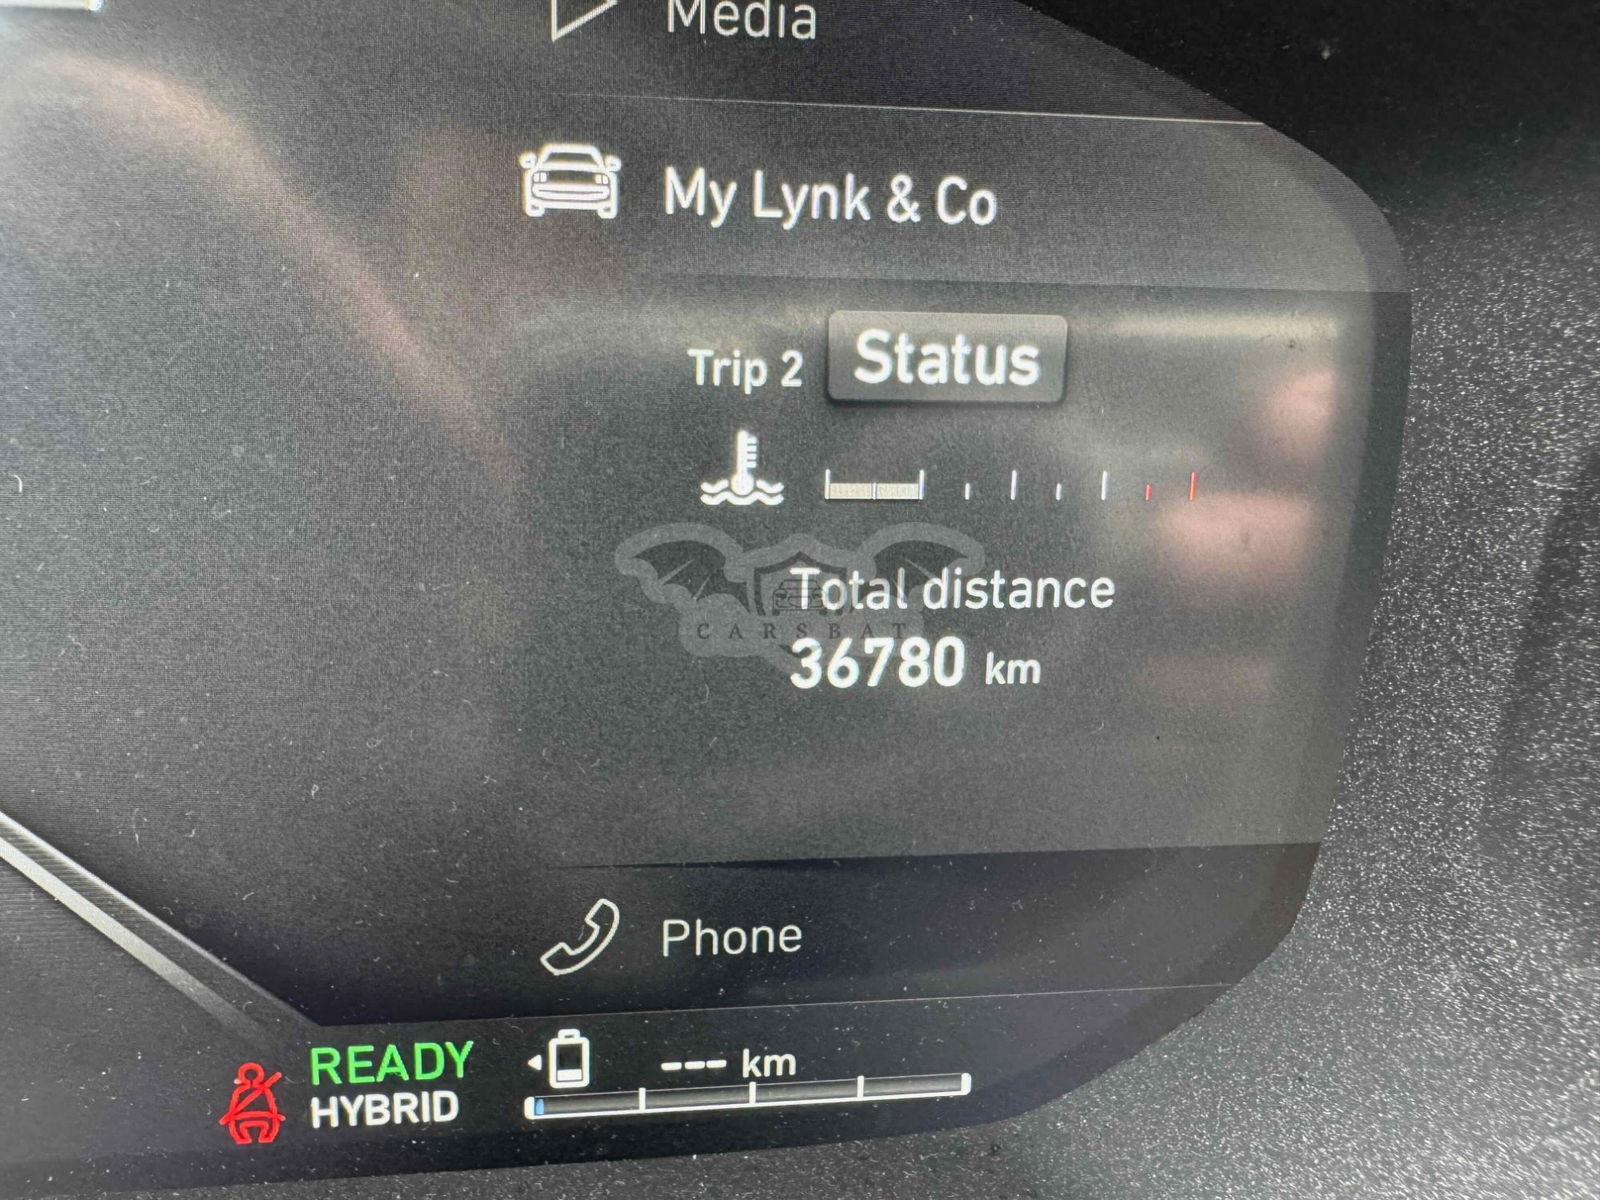 Media
My Lynk & Co
Trip 2 Status
Total distance
CARSBAT
36780 km
Phone
READY
HYBRID
--- km